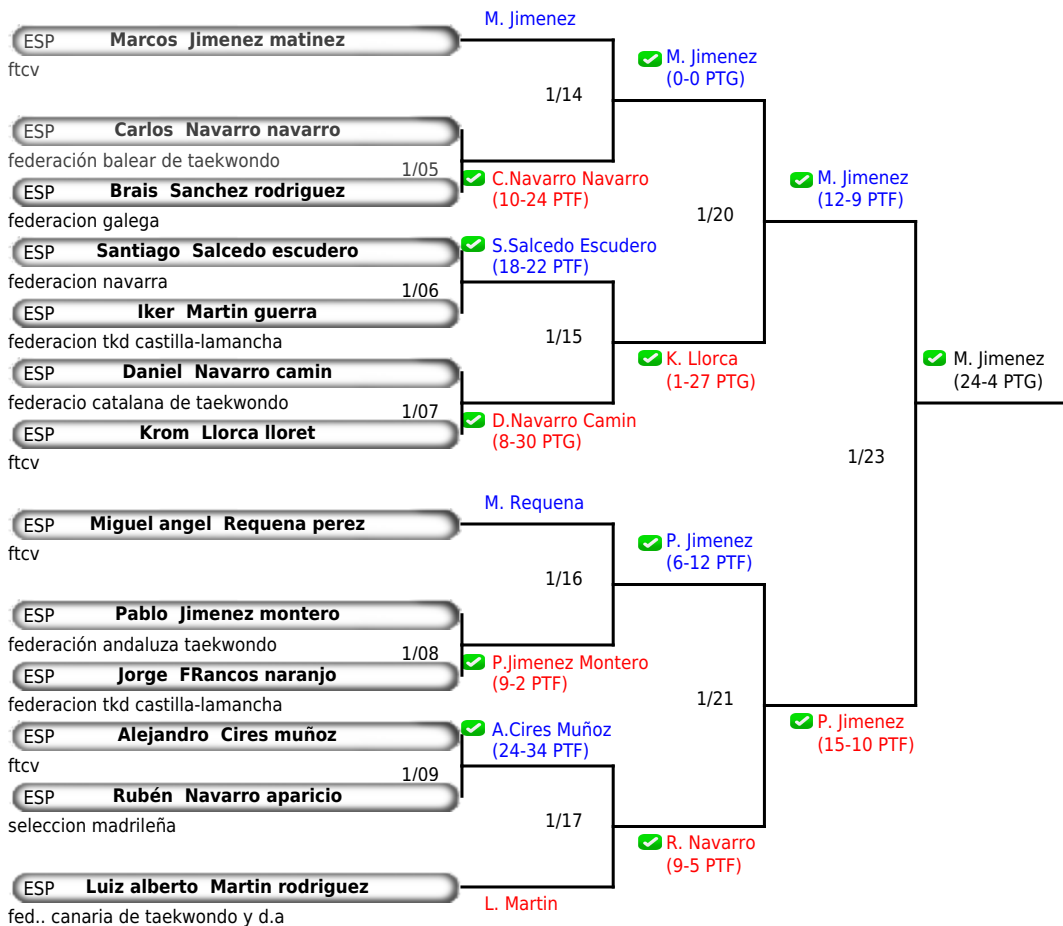 M. Jimenez
ESP Marcos Jimenez matinez
ftcv
M. Jimenez
(0-0 PTG)
1/14
ESP Carlos Navarro navarro
federación balear de taekwondo
1/05
ESP Brais Sanchez rodriguez
federacion galega
C.Navarro Navarro
(10-24 PTF)
M. Jimenez
(12-9 PTF)
1/20
ESP Santiago Salcedo escudero
federacion navarra
S.Salcedo Escudero
(18-22 PTF)
1/06
ESP Iker Martin guerra
federacion tkd castilla-lamancha
1/15
K. Llorca
(1-27 PTG)
ESP Daniel Navarro camin
federacio catalana de taekwondo
1/07
ESP Krom Llorca lloret
ftcv
D.Navarro Camin
(8-30 PTG)
M. Jimenez
(24-4 PTG)
1/23
M. Requena
ESP Miguel angel Requena perez
ftcv
P. Jimenez
(6-12 PTF)
1/16
ESP Pablo Jimenez montero
federación andaluza taekwondo
1/08
ESP Jorge FRancos naranjo
federacion tkd castilla-lamancha
P.Jimenez Montero
(9-2 PTF)
1/21
P. Jimenez
(15-10 PTF)
ESP Alejandro Cires muñoz
ftcv
A.Cires Muñoz
(24-34 PTF)
1/09
ESP Rubén Navarro aparicio
seleccion madrileña
1/17
R. Navarro
(9-5 PTF)
ESP Luiz alberto Martin rodriguez
fed.. canaria de taekwondo y d.a
L. Martin